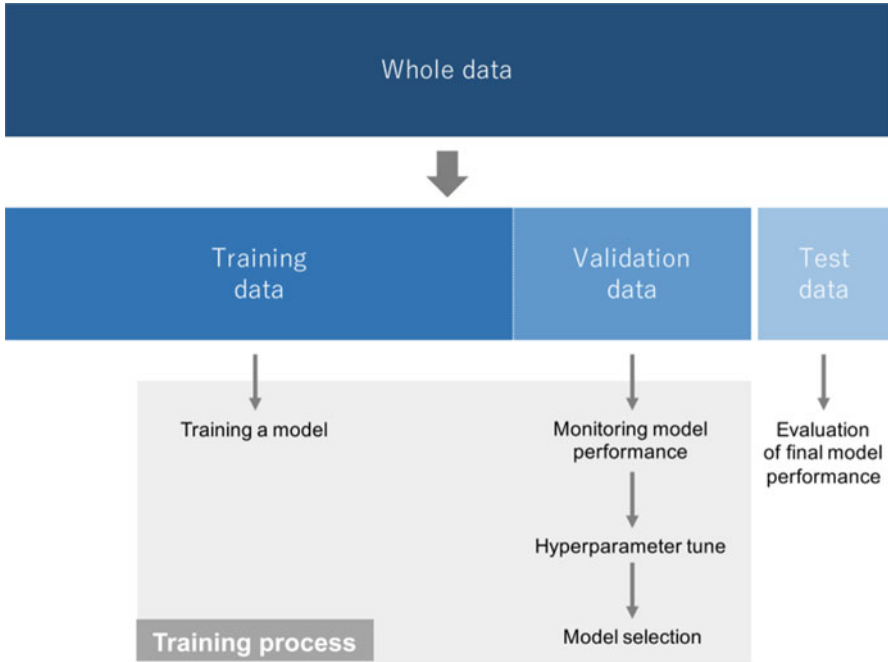 Whole data
Training
data
Validation
data
Test
data
Training a model
Monitoring model
performance
Evaluation
of final model
performance
Hyperparameter tune
Model selection
Training process